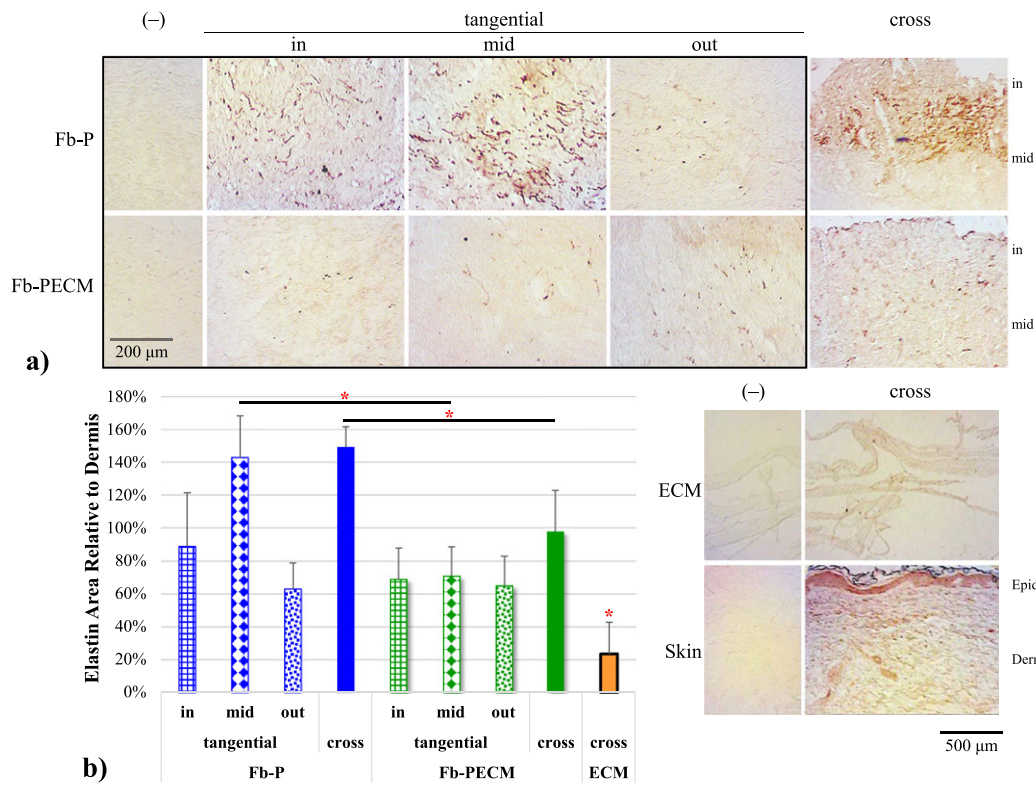 (–) tangential cross
in mid out
Fb-P
in
mid
Fb-PECM
in
mid
200 μm
a)
180%
160%
140%
120%
100%
80%
60%
40%
20%
0%
Elastin Area Relative to Dermis
*
*
*
in mid out in mid out
tangential cross tangential cross cross
Fb-P Fb-PECM ECM
b)
(–) cross
ECM
Skin
Epid
Derm
500 μm